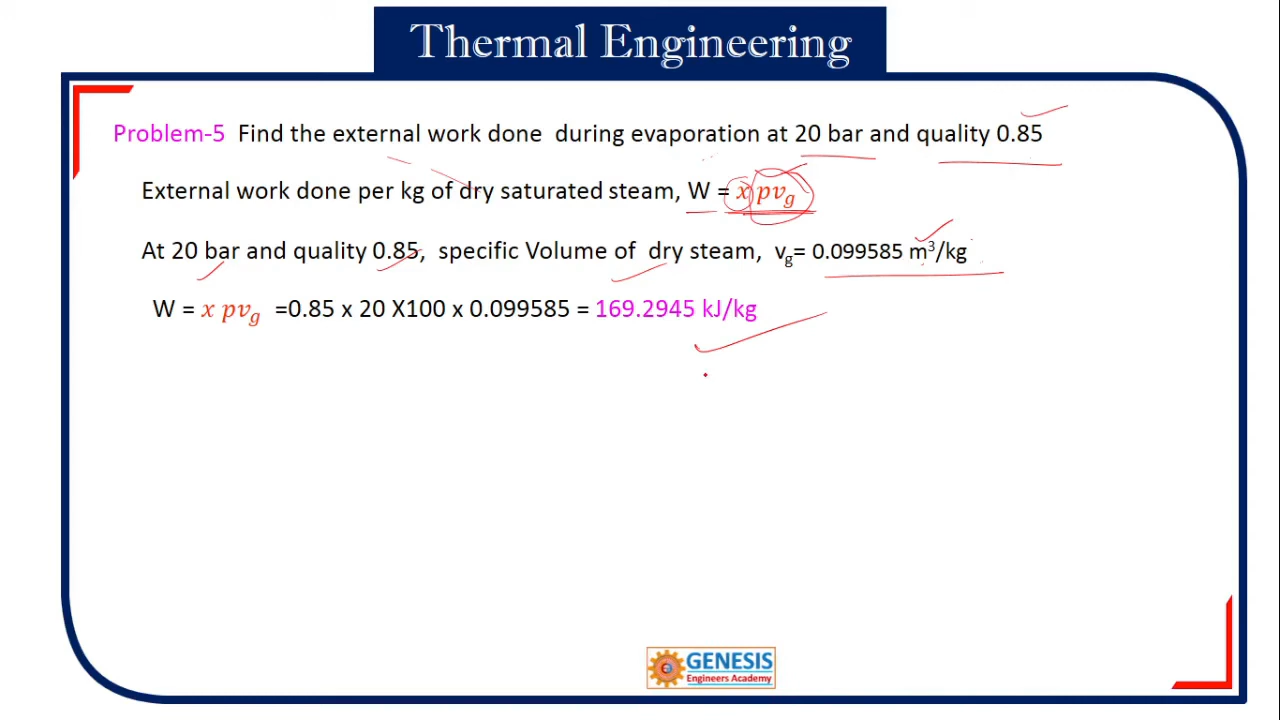 Thermal Engineering
Problem-5 Find the external work done during evaporation at 20 bar and quality 0.85
External work done per kg of dry saturated steam, W = x pv_g
At 20 bar and quality 0.85, specific Volume of dry steam, v_g= 0.099585 m³/kg
W = x pv_g =0.85 x 20 X100 x 0.099585 = 169.2945 kJ/kg
GENESIS
Engineers Academy